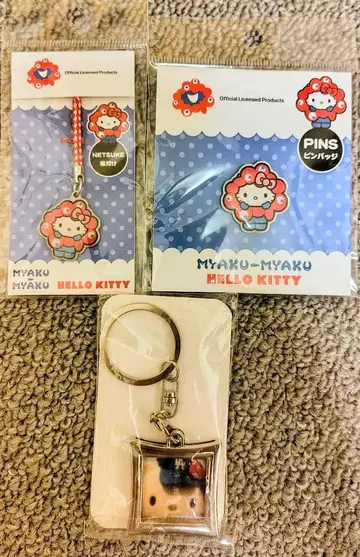 Official Licensed Products
NETSUKE
根付け
MYAKU-
MYAKU
HELLO KITTY
Official Licensed Products
PINS
ピンバッジ
MYAKU-MYAKU
HELLO KITTY